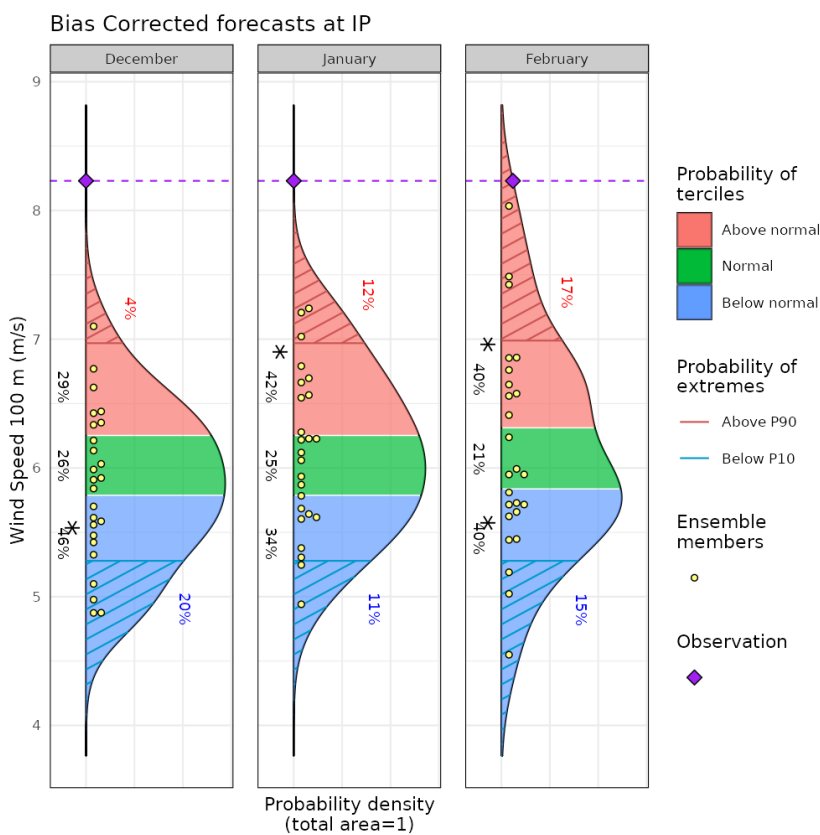 Bias Corrected forecasts at IP
December
January
February
9
8
7
6
5
4
Wind Speed 100 m (m/s)
4%
29%
26%
46%
20%
12%
42%
25%
34%
11%
17%
40%
21%
40%
15%
Probability density
(total area=1)
Probability of
terciles
Above normal
Normal
Below normal
Probability of
extremes
Above P90
Below P10
Ensemble
members
Observation